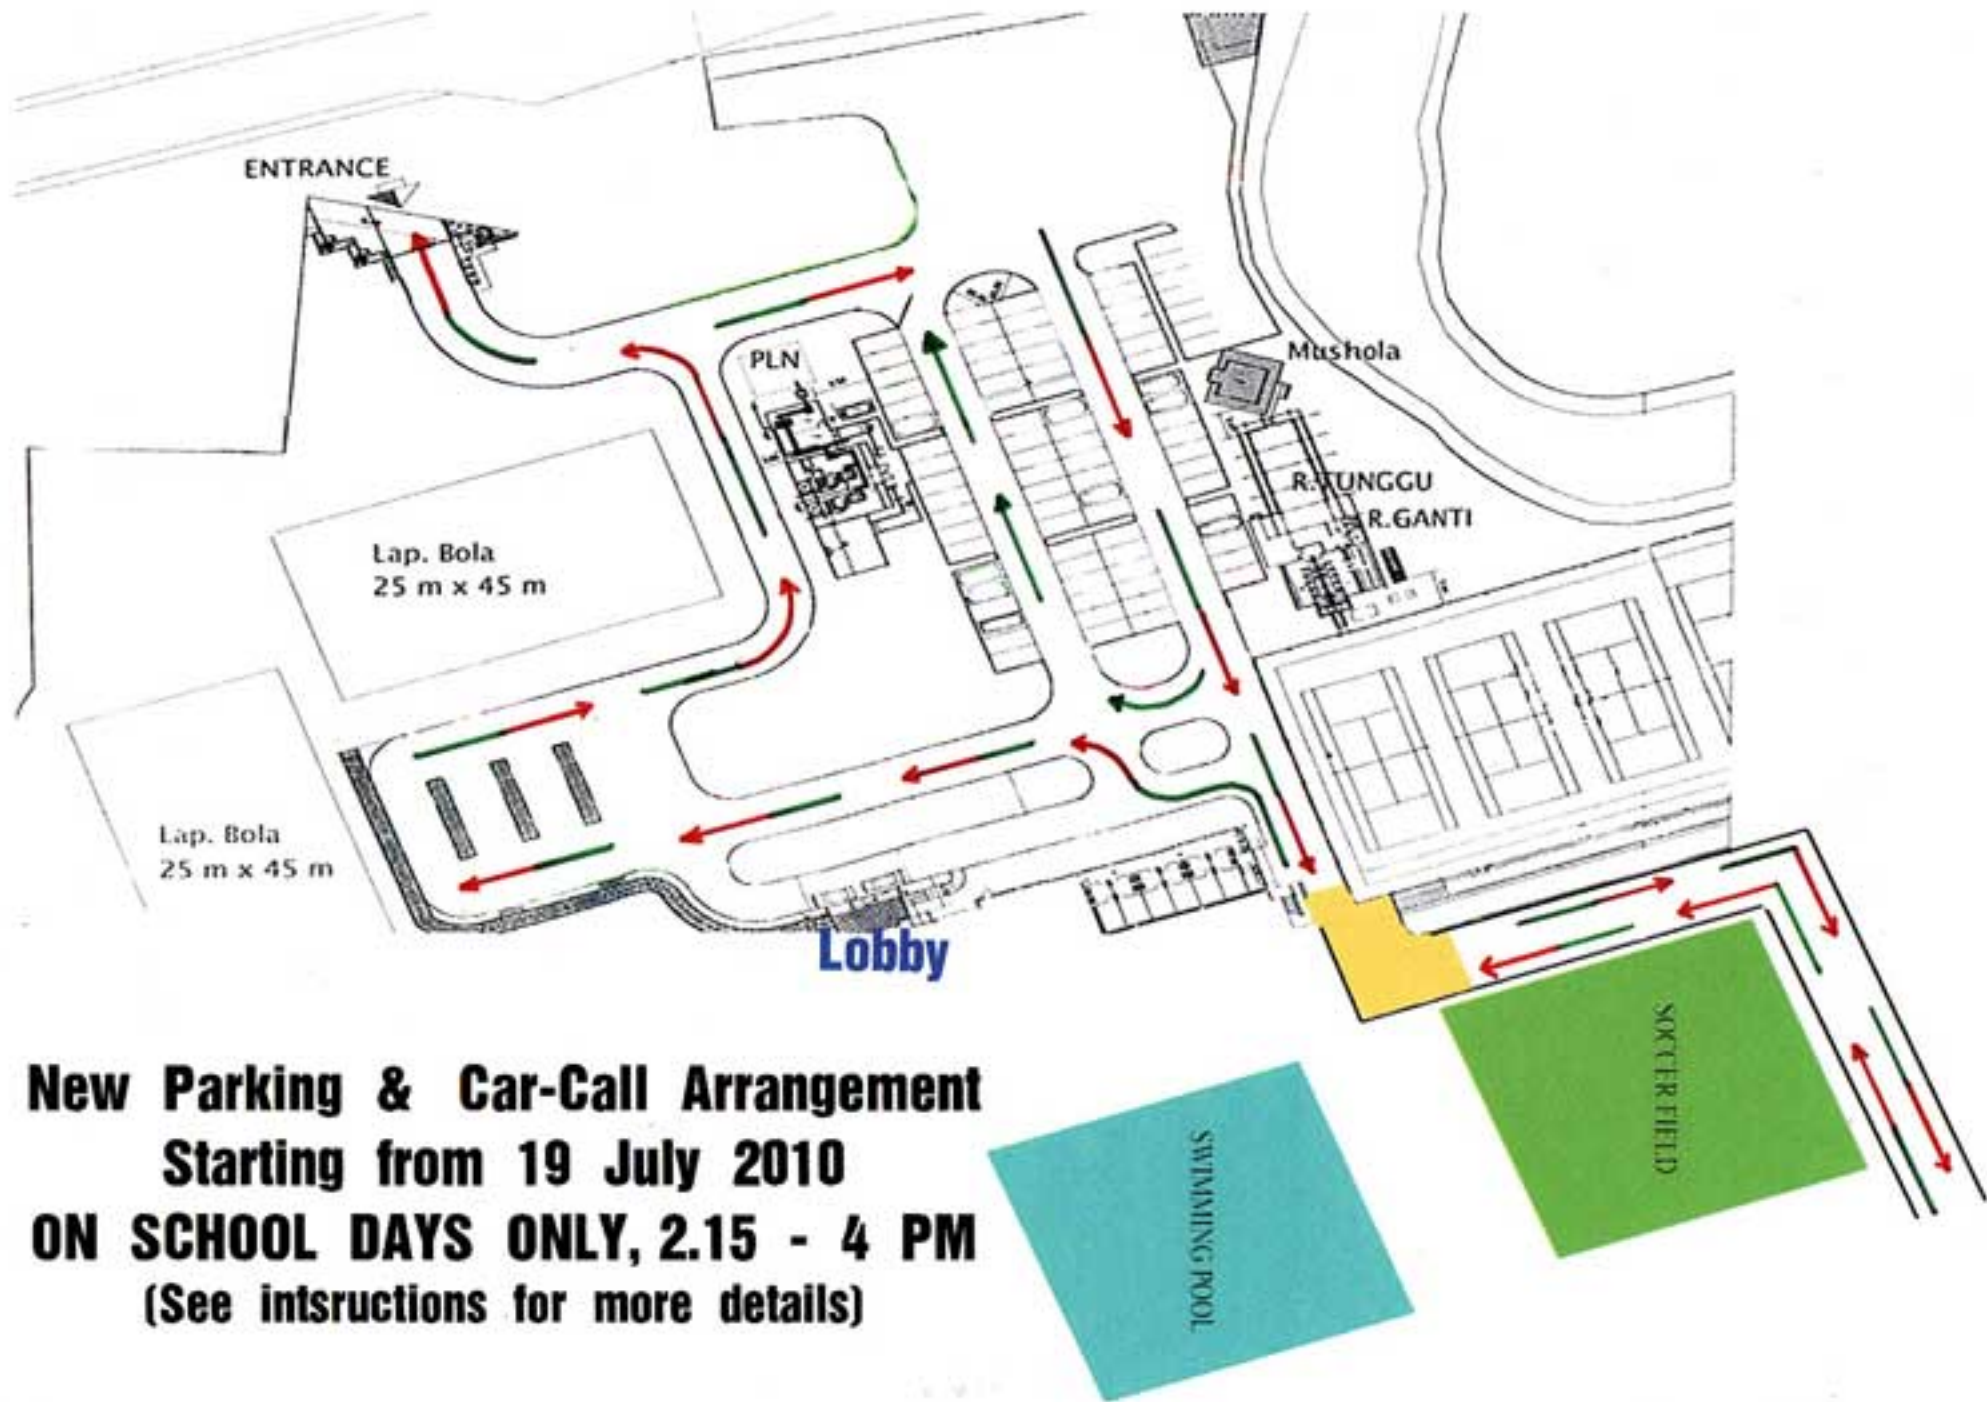 ENTRANCE
PLN
Mushola
R.TUNGGU
R.GANTI
Lap. Bola
25 m x 45 m
Lap. Bola
25 m x 45 m
Lobby
SOCCER FIELD
SWIMMING POOL
New Parking & Car-Call Arrangement
Starting from 19 July 2010
ON SCHOOL DAYS ONLY, 2.15 - 4 PM
(See intsructions for more details)